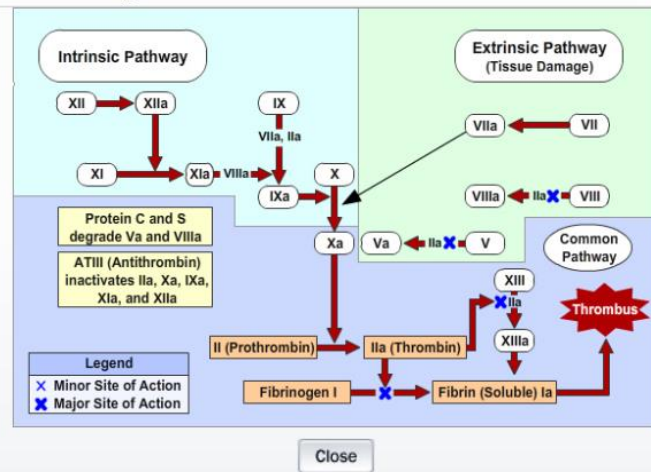 Intrinsic Pathway
Extrinsic Pathway
(Tissue Damage)
XII
XIIa
IX
VIIa, IIa
VIIa
VII
XI
XIa
VIIIa
IXa
X
VIIIa
IIa
VIII
Protein C and S
degrade Va and VIIIa
Xa
Va
IIa
V
Common
Pathway
ATIII (Antithrombin)
inactivates IIa, Xa, IXa,
XIa, and XIIa
XIII
IIa
Thrombus
II (Prothrombin)
IIa (Thrombin)
XIIIa
Legend
Minor Site of Action
Major Site of Action
Fibrinogen I
Fibrin (Soluble) Ia
Close